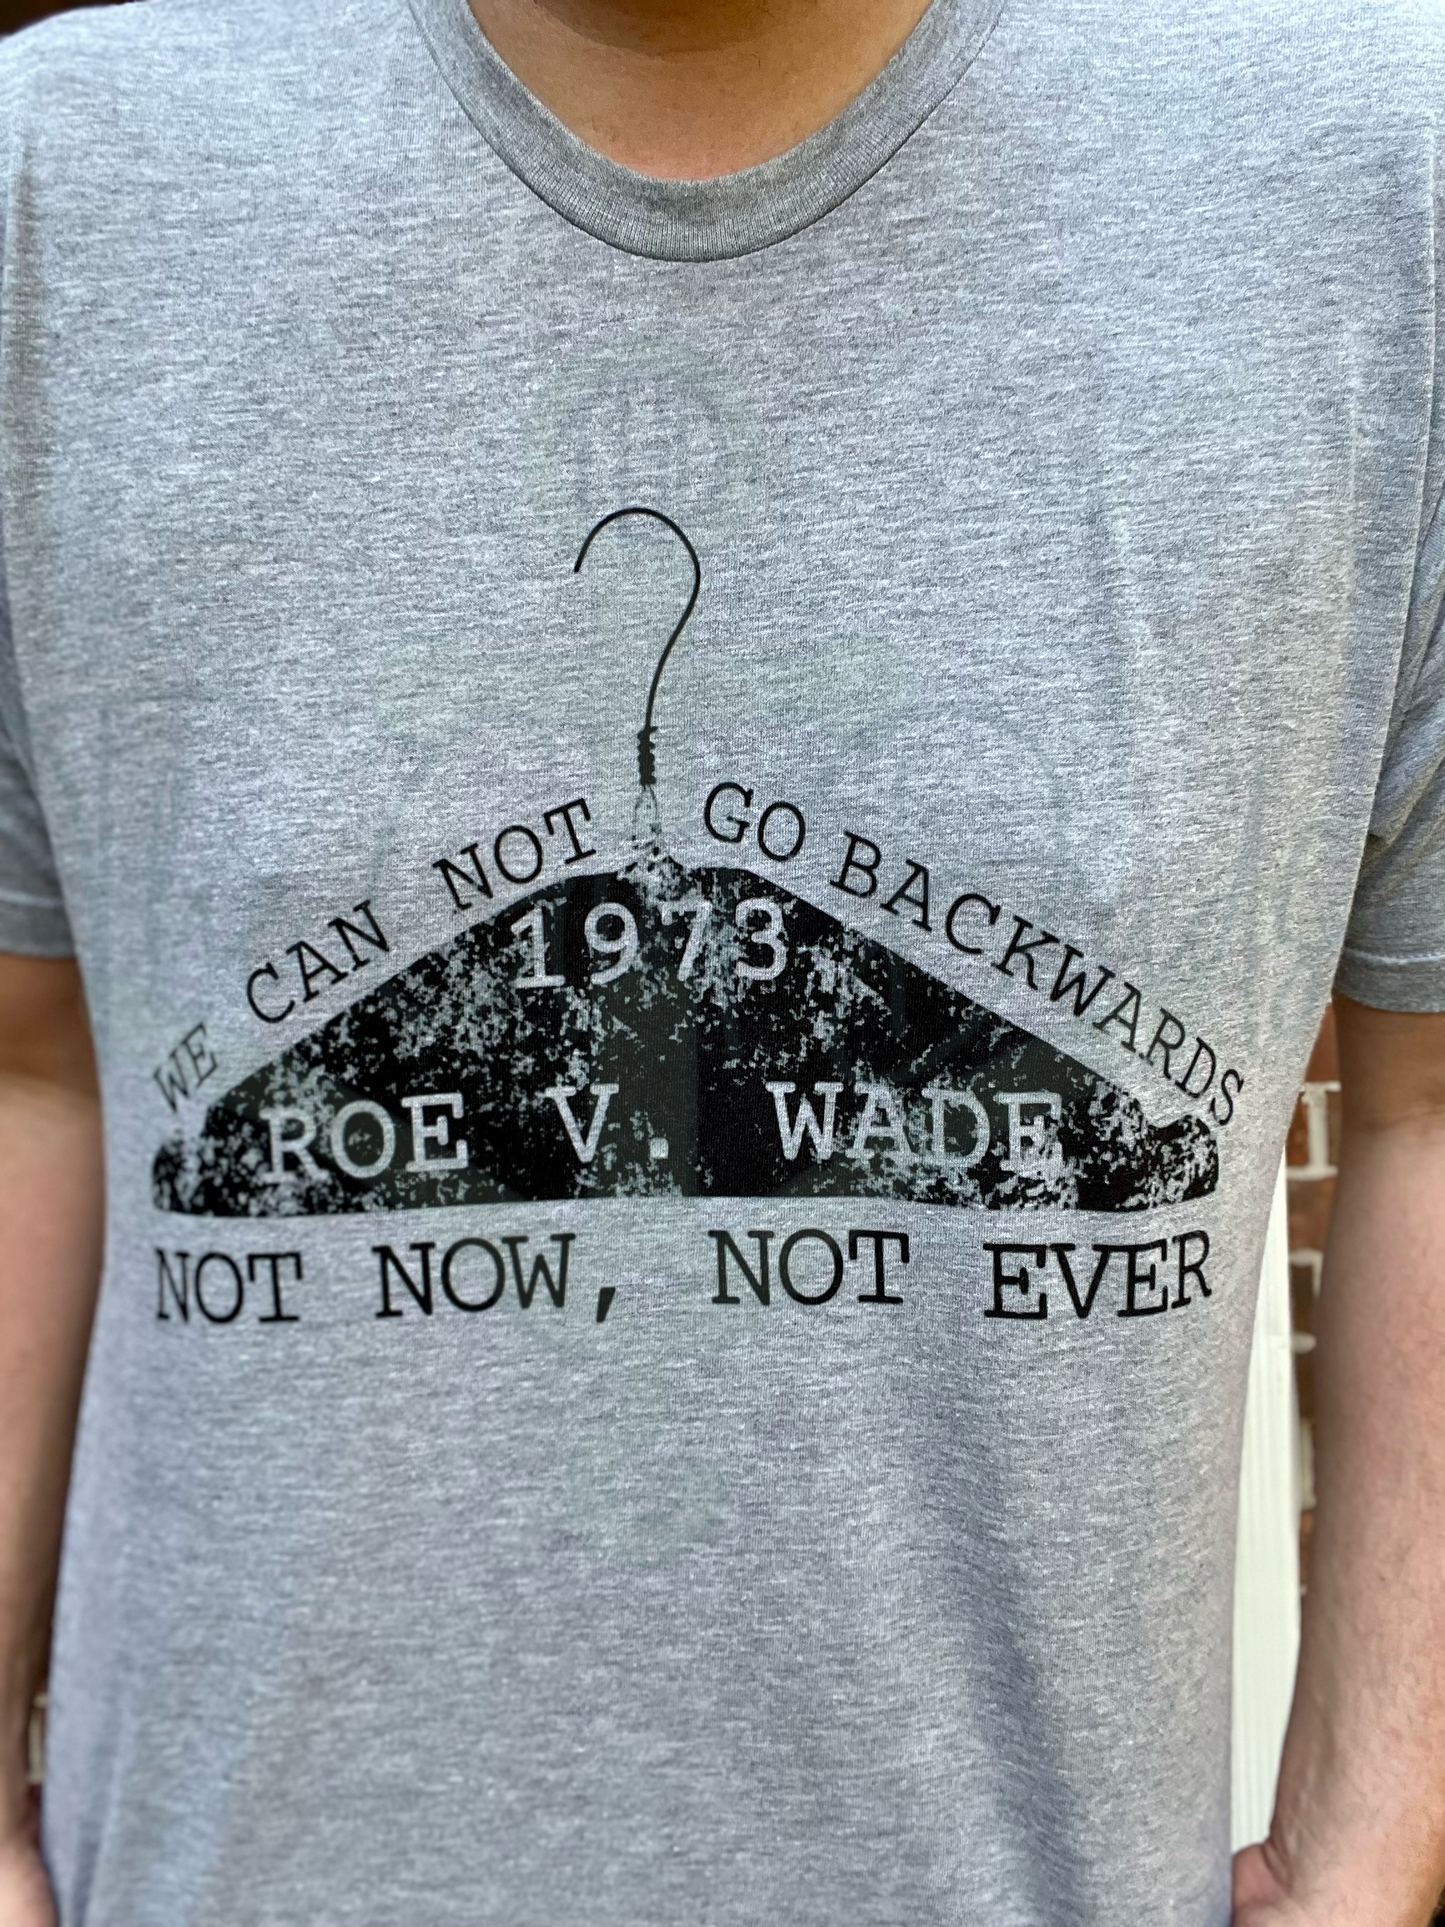 WE CAN NOT GO BACKWARDS
1973
ROE V. WADE
NOT NOW, NOT EVER